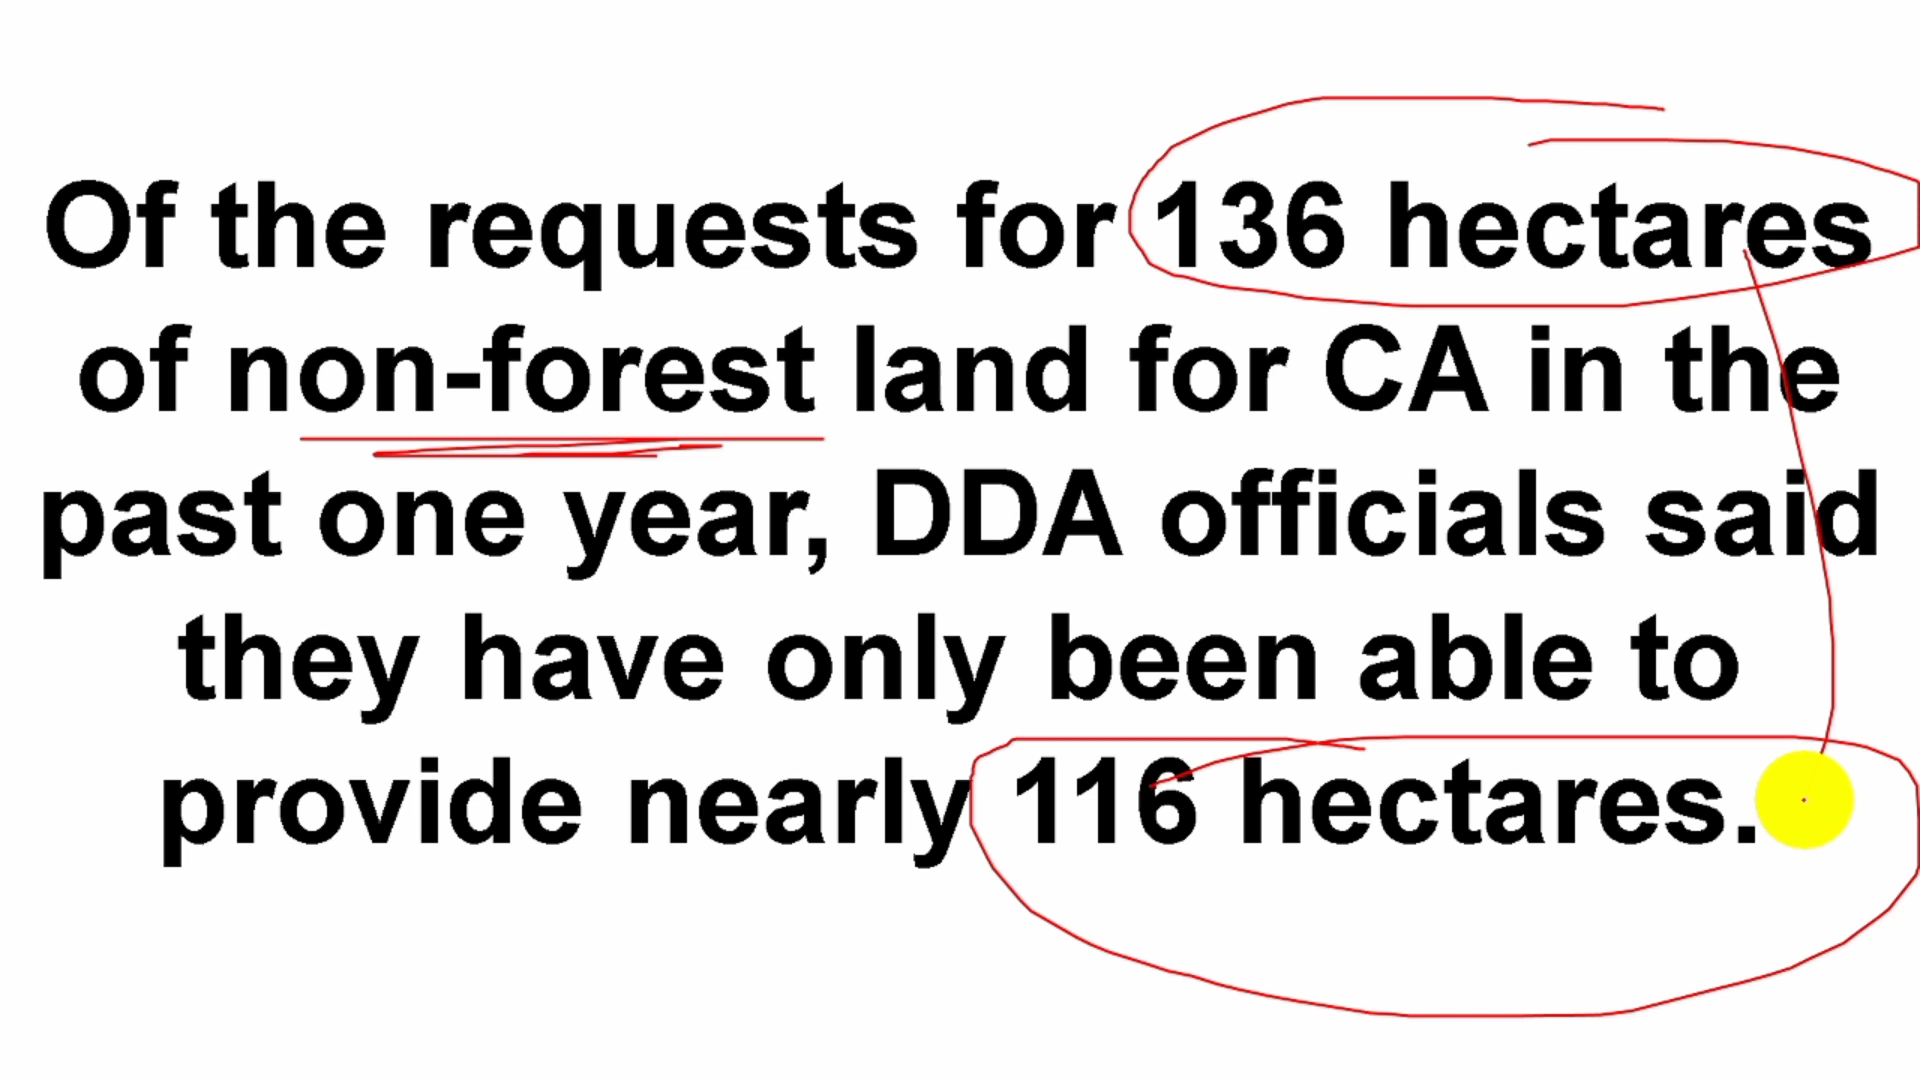 Of the requests for 136 hectares
of non-forest land for CA in the
past one year, DDA officials said
they have only been able to
provide nearly 116 hectares.